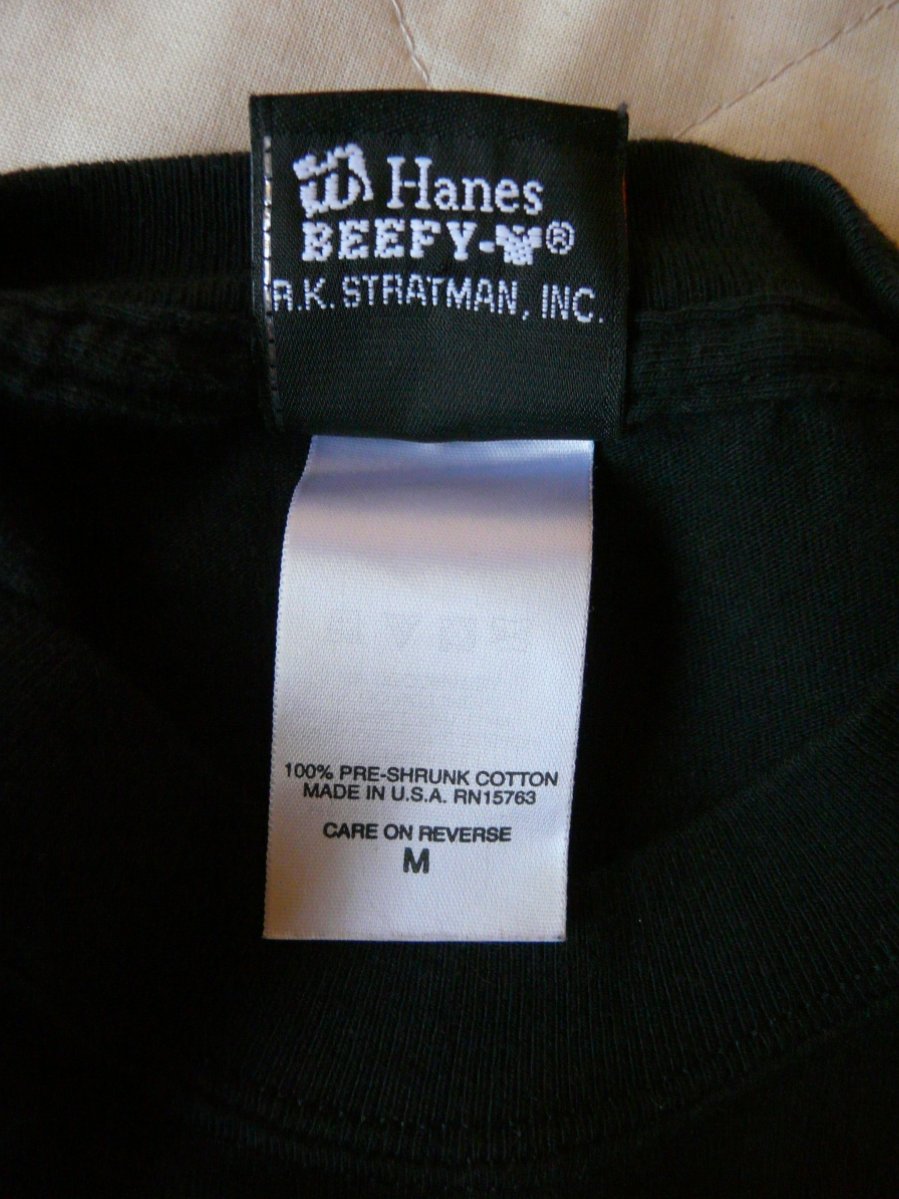 Hanes
BEEFY-T®
R.K. STRATMAN, INC.
100% PRE-SHRUNK COTTON
MADE IN U.S.A. RN15763
CARE ON REVERSE
M